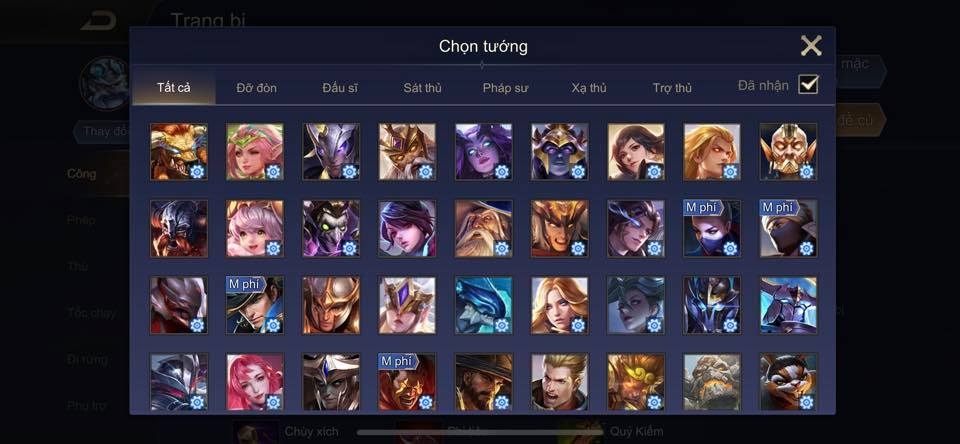 Trang bị
Chọn tướng
mặc
Tất cả
Đỡ đòn
Đấu sĩ
Sát thủ
Pháp sư
Xạ thủ
Trợ thủ
Đã nhận
Thay đổi
đề cử
Công
Phép
Thủ
Tốc chạy
Đi rừng
Phụ trợ
M phí
M phí
M phí
M phí
Chùy xích
Quỷ Kiếm